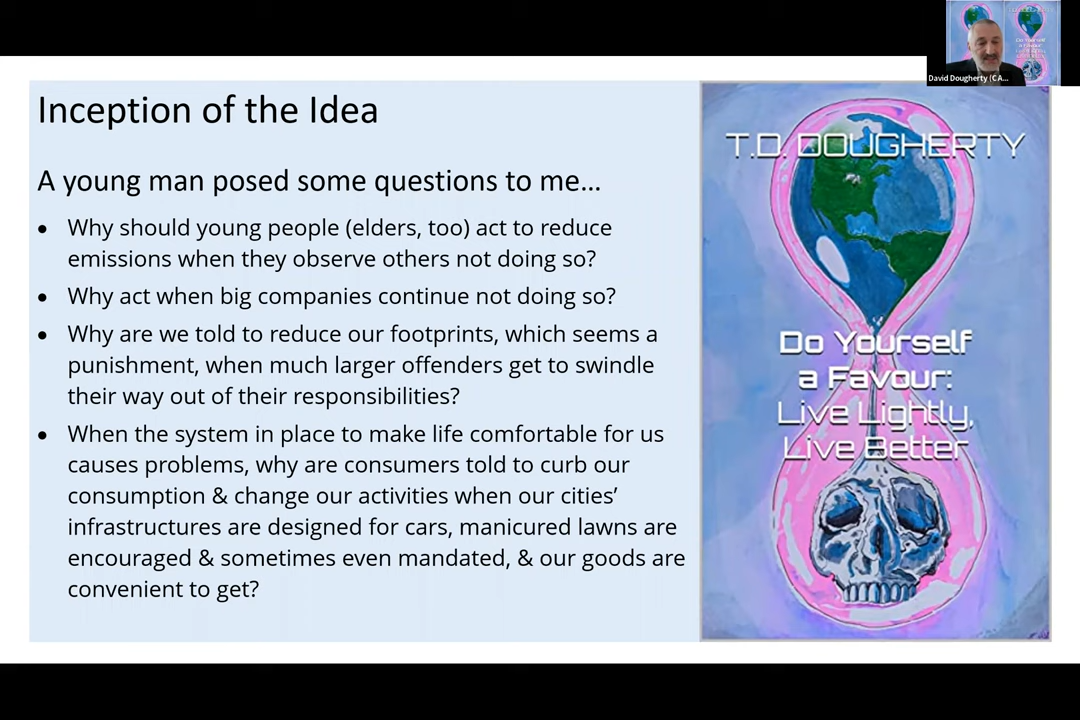 Inception of the Idea
A young man posed some questions to me...
• Why should young people (elders, too) act to reduce
emissions when they observe others not doing so?
• Why act when big companies continue not doing so?
• Why are we told to reduce our footprints, which seems a
punishment, when much larger offenders get to swindle
their way out of their responsibilities?
• When the system in place to make life comfortable for us
causes problems, why are consumers told to curb our
consumption & change our activities when our cities’
infrastructures are designed for cars, manicured lawns are
encouraged & sometimes even mandated, & our goods are
convenient to get?
T.D. DOUGHERTY
Do Yourself
a Favour:
Live Lightly,
Live Better
David Dougherty (CA...